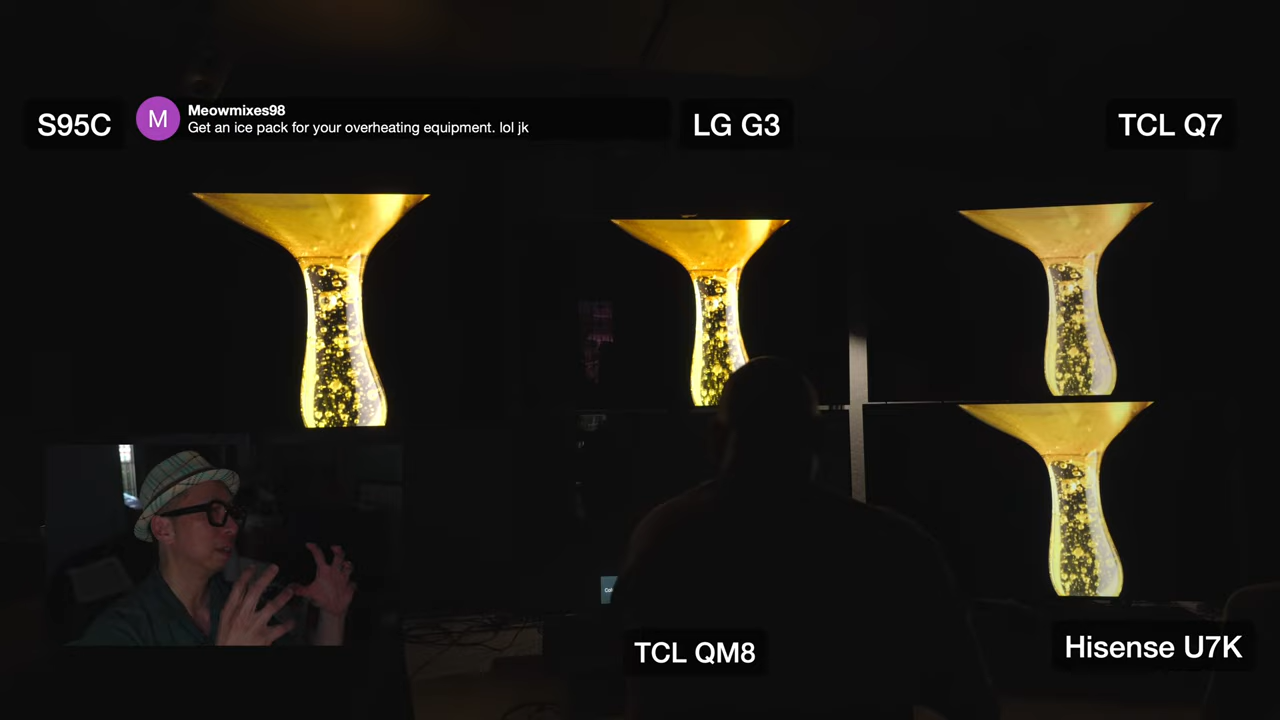 S95C
M
Meowmixes98
Get an ice pack for your overheating equipment. lol jk
LG G3
TCL Q7
TCL QM8
Hisense U7K